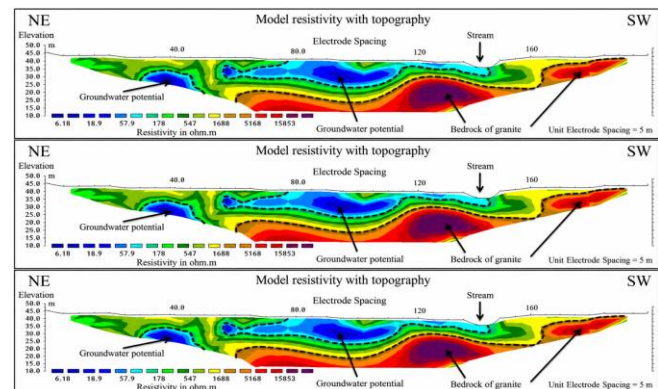 NE Model resistivity with topography SW
Elevation Electrode Spacing Stream
50.0 m
45.0 40.0 80.0 120 160
40.0
35.0
30.0
25.0
20.0 Groundwater potential
15.0
10.0 Groundwater potential Bedrock of granite
6.18 18.9 57.9 178 547 1688 5168 15853
Resistivity in ohm.m Unit Electrode Spacing = 5 m
NE Model resistivity with topography SW
Elevation Electrode Spacing Stream
50.0 m
45.0 40.0 80.0 120 160
40.0
35.0
30.0
25.0
20.0 Groundwater potential
15.0
10.0 Groundwater potential Bedrock of granite
6.18 18.9 57.9 178 547 1688 5168 15853
Resistivity in ohm.m Unit Electrode Spacing = 5 m
NE Model resistivity with topography SW
Elevation Electrode Spacing Stream
50.0 m
45.0 40.0 80.0 120 160
40.0
35.0
30.0
25.0
20.0 Groundwater potential
15.0
10.0 Groundwater potential Bedrock of granite
6.18 18.9 57.9 178 547 1688 5168 15853
Resistivity in ohm.m Unit Electrode Spacing = 5 m